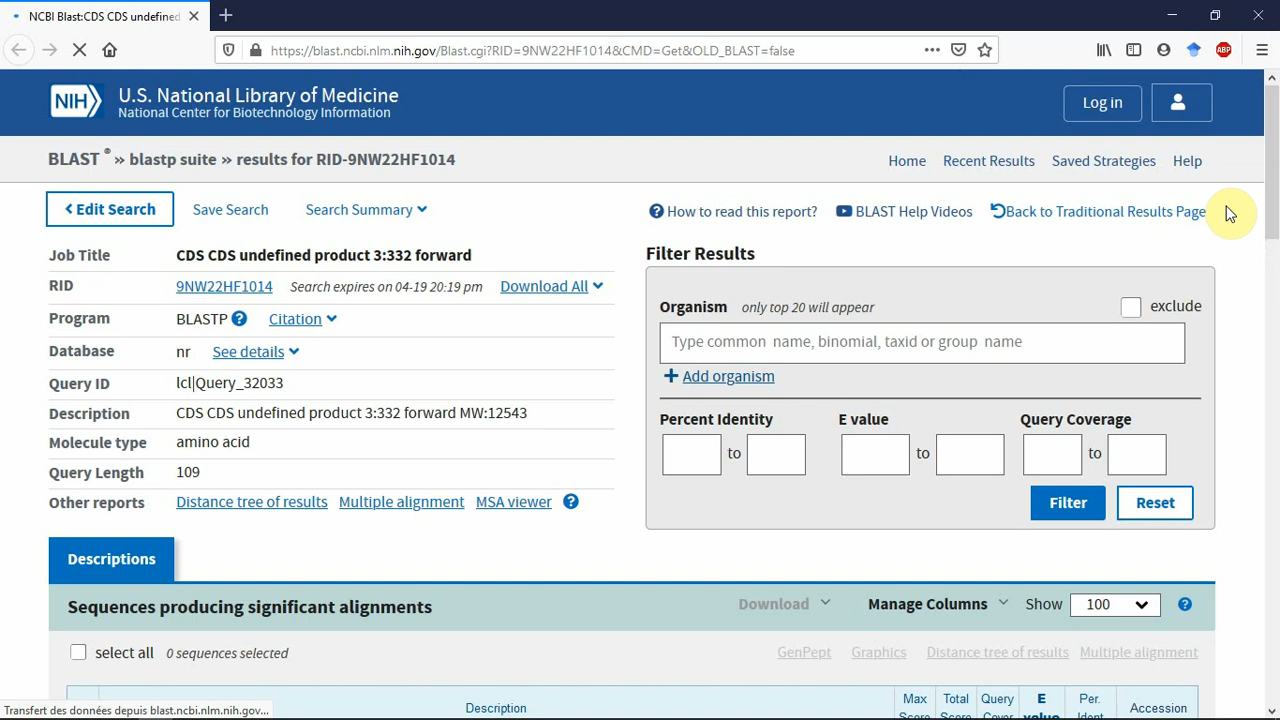 NCBI Blast:CDS CDS undefined
https://blast.ncbi.nlm.nih.gov/Blast.cgi?RID=9NW22HF1014&CMD=Get&OLD_BLAST=false
ABP
NIH
U.S. National Library of Medicine
National Center for Biotechnology Information
Log in
BLAST ® » blastp suite » results for RID-9NW22HF1014
Home Recent Results Saved Strategies Help
Edit Search Save Search Search Summary
How to read this report? BLAST Help Videos Back to Traditional Results Page
Job Title CDS CDS undefined product 3:332 forward
RID 9NW22HF1014 Search expires on 04-19 20:19 pm Download All
Program BLASTP ? Citation
Database nr See details
Query ID lcl|Query_32033
Description CDS CDS undefined product 3:332 forward MW:12543
Molecule type amino acid
Query Length 109
Other reports Distance tree of results Multiple alignment MSA viewer ?
Filter Results
Organism only top 20 will appear exclude
Type common name, binomial, taxid or group name
+ Add organism
Percent Identity E value Query Coverage
to to to
Filter Reset
Descriptions
Sequences producing significant alignments Download Manage Columns Show 100 ?
select all 0 sequences selected GenPept Graphics Distance tree of results Multiple alignment
Description Max Score Total Score Query Cover E value Per. Ident Accession
Transfert des données depuis blast.ncbi.nlm.nih.gov...